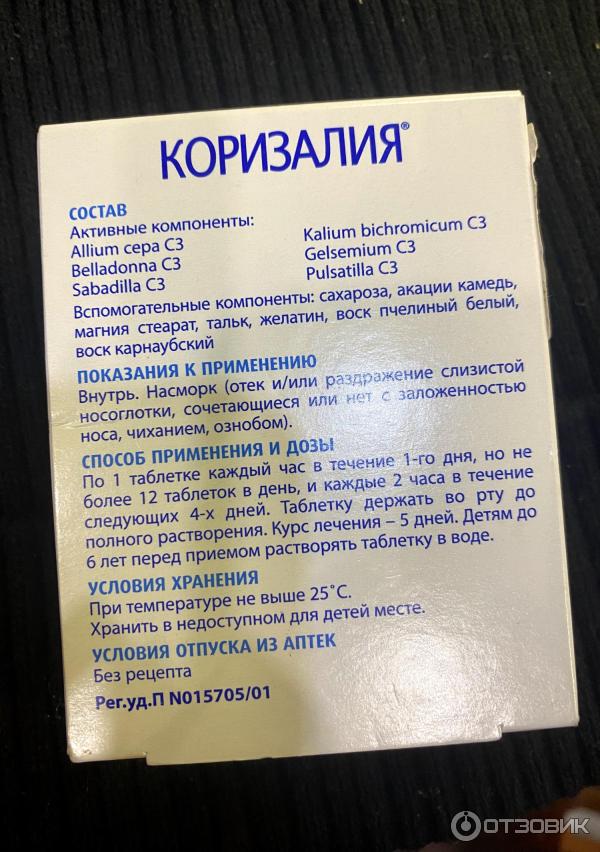 КОРИЗАЛИЯ®
СОСТАВ
Активные компоненты:
Allium cepa C3
Belladonna C3
Sabadilla C3
Kalium bichromicum C3
Gelsemium C3
Pulsatilla C3
Вспомогательные компоненты: сахароза, акации камедь,
магния стеарат, тальк, желатин, воск пчелиный белый,
воск карнаубский
ПОКАЗАНИЯ К ПРИМЕНЕНИЮ
Внутрь. Насморк (отек и/или раздражение слизистой
носоглотки, сочетающиеся или нет с заложенностью
носа, чиханием, ознобом).
СПОСОБ ПРИМЕНЕНИЯ И ДОЗЫ
По 1 таблетке каждый час в течение 1-го дня, но не
более 12 таблеток в день, и каждые 2 часа в течение
следующих 4-х дней. Таблетку держать во рту до
полного растворения. Курс лечения – 5 дней. Детям до
6 лет перед приемом растворять таблетку в воде.
УСЛОВИЯ ХРАНЕНИЯ
При температуре не выше 25˚С.
Хранить в недоступном для детей месте.
УСЛОВИЯ ОТПУСКА ИЗ АПТЕК
Без рецепта
Рег.уд.П N015705/01
ОТЗОВИК